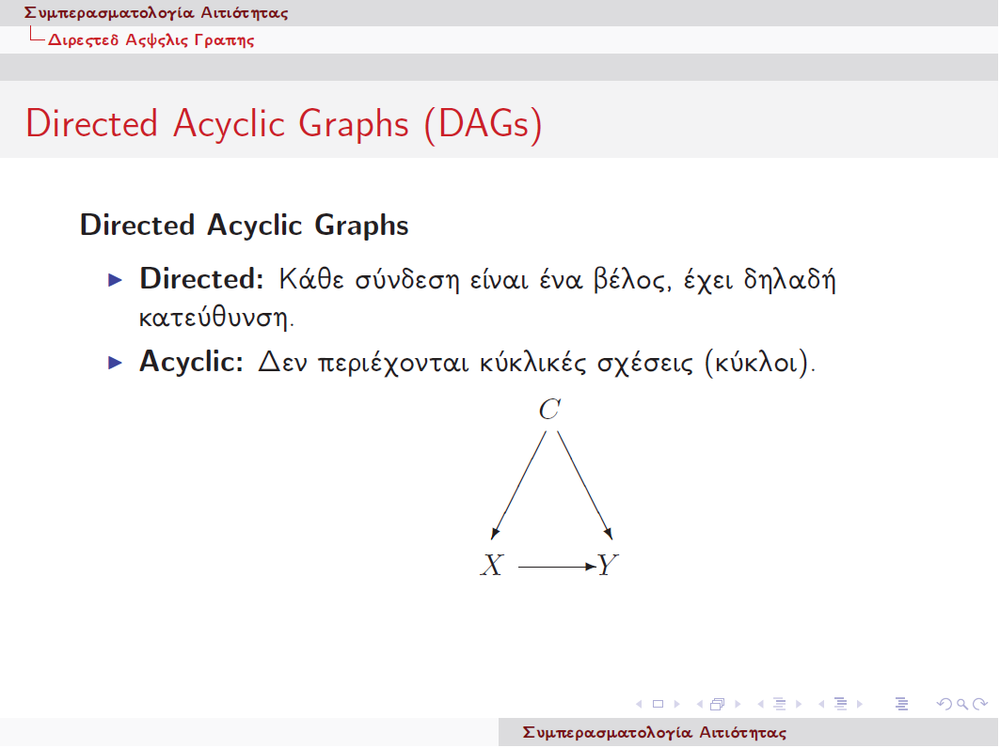 Συμπερασματολογία Αιτιότητας
Διρεςτεδ Αςψςλις Γραπης
Directed Acyclic Graphs (DAGs)
Directed Acyclic Graphs
▶ Directed: Κάθε σύνδεση είναι ένα βέλος, έχει δηλαδή
κατεύθυνση.
▶ Acyclic: Δεν περιέχονται κύκλικές σχέσεις (κύκλοι).
C
X
Y
Συμπερασματολογία Αιτιότητας